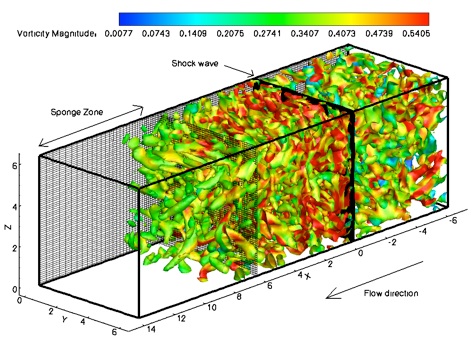 Vorticity Magnitude: 0.0077 0.0743 0.1409 0.2075 0.2741 0.3407 0.4073 0.4739 0.5405
Shock wave
Sponge Zone
6
4
2
0
Z
0 2 4 6
Y
14 12 10 8 6 4 2 0 -2 -4 -6
X
Flow direction